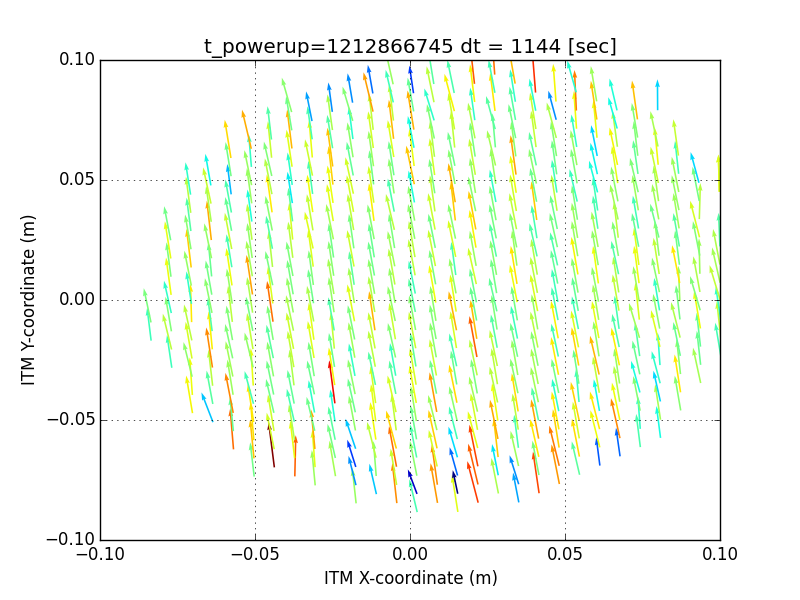 t_powerup=1212866745 dt = 1144 [sec]
0.10
0.05
0.00
−0.05
−0.10
ITM Y-coordinate (m)
−0.10 −0.05 0.00 0.05 0.10
ITM X-coordinate (m)